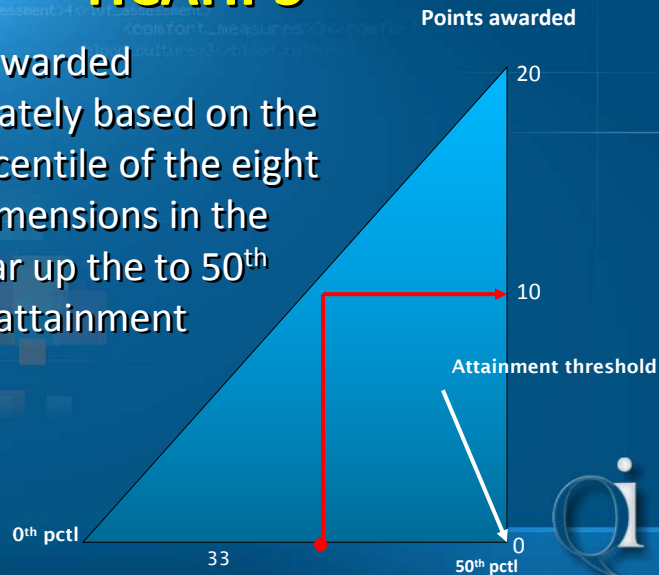 Points awarded
warded
ately based on the
centile of the eight
mensions in the
ar up the to 50th
attainment
20
10
Attainment threshold
0th pctl
33
0
50th pctl
Qi